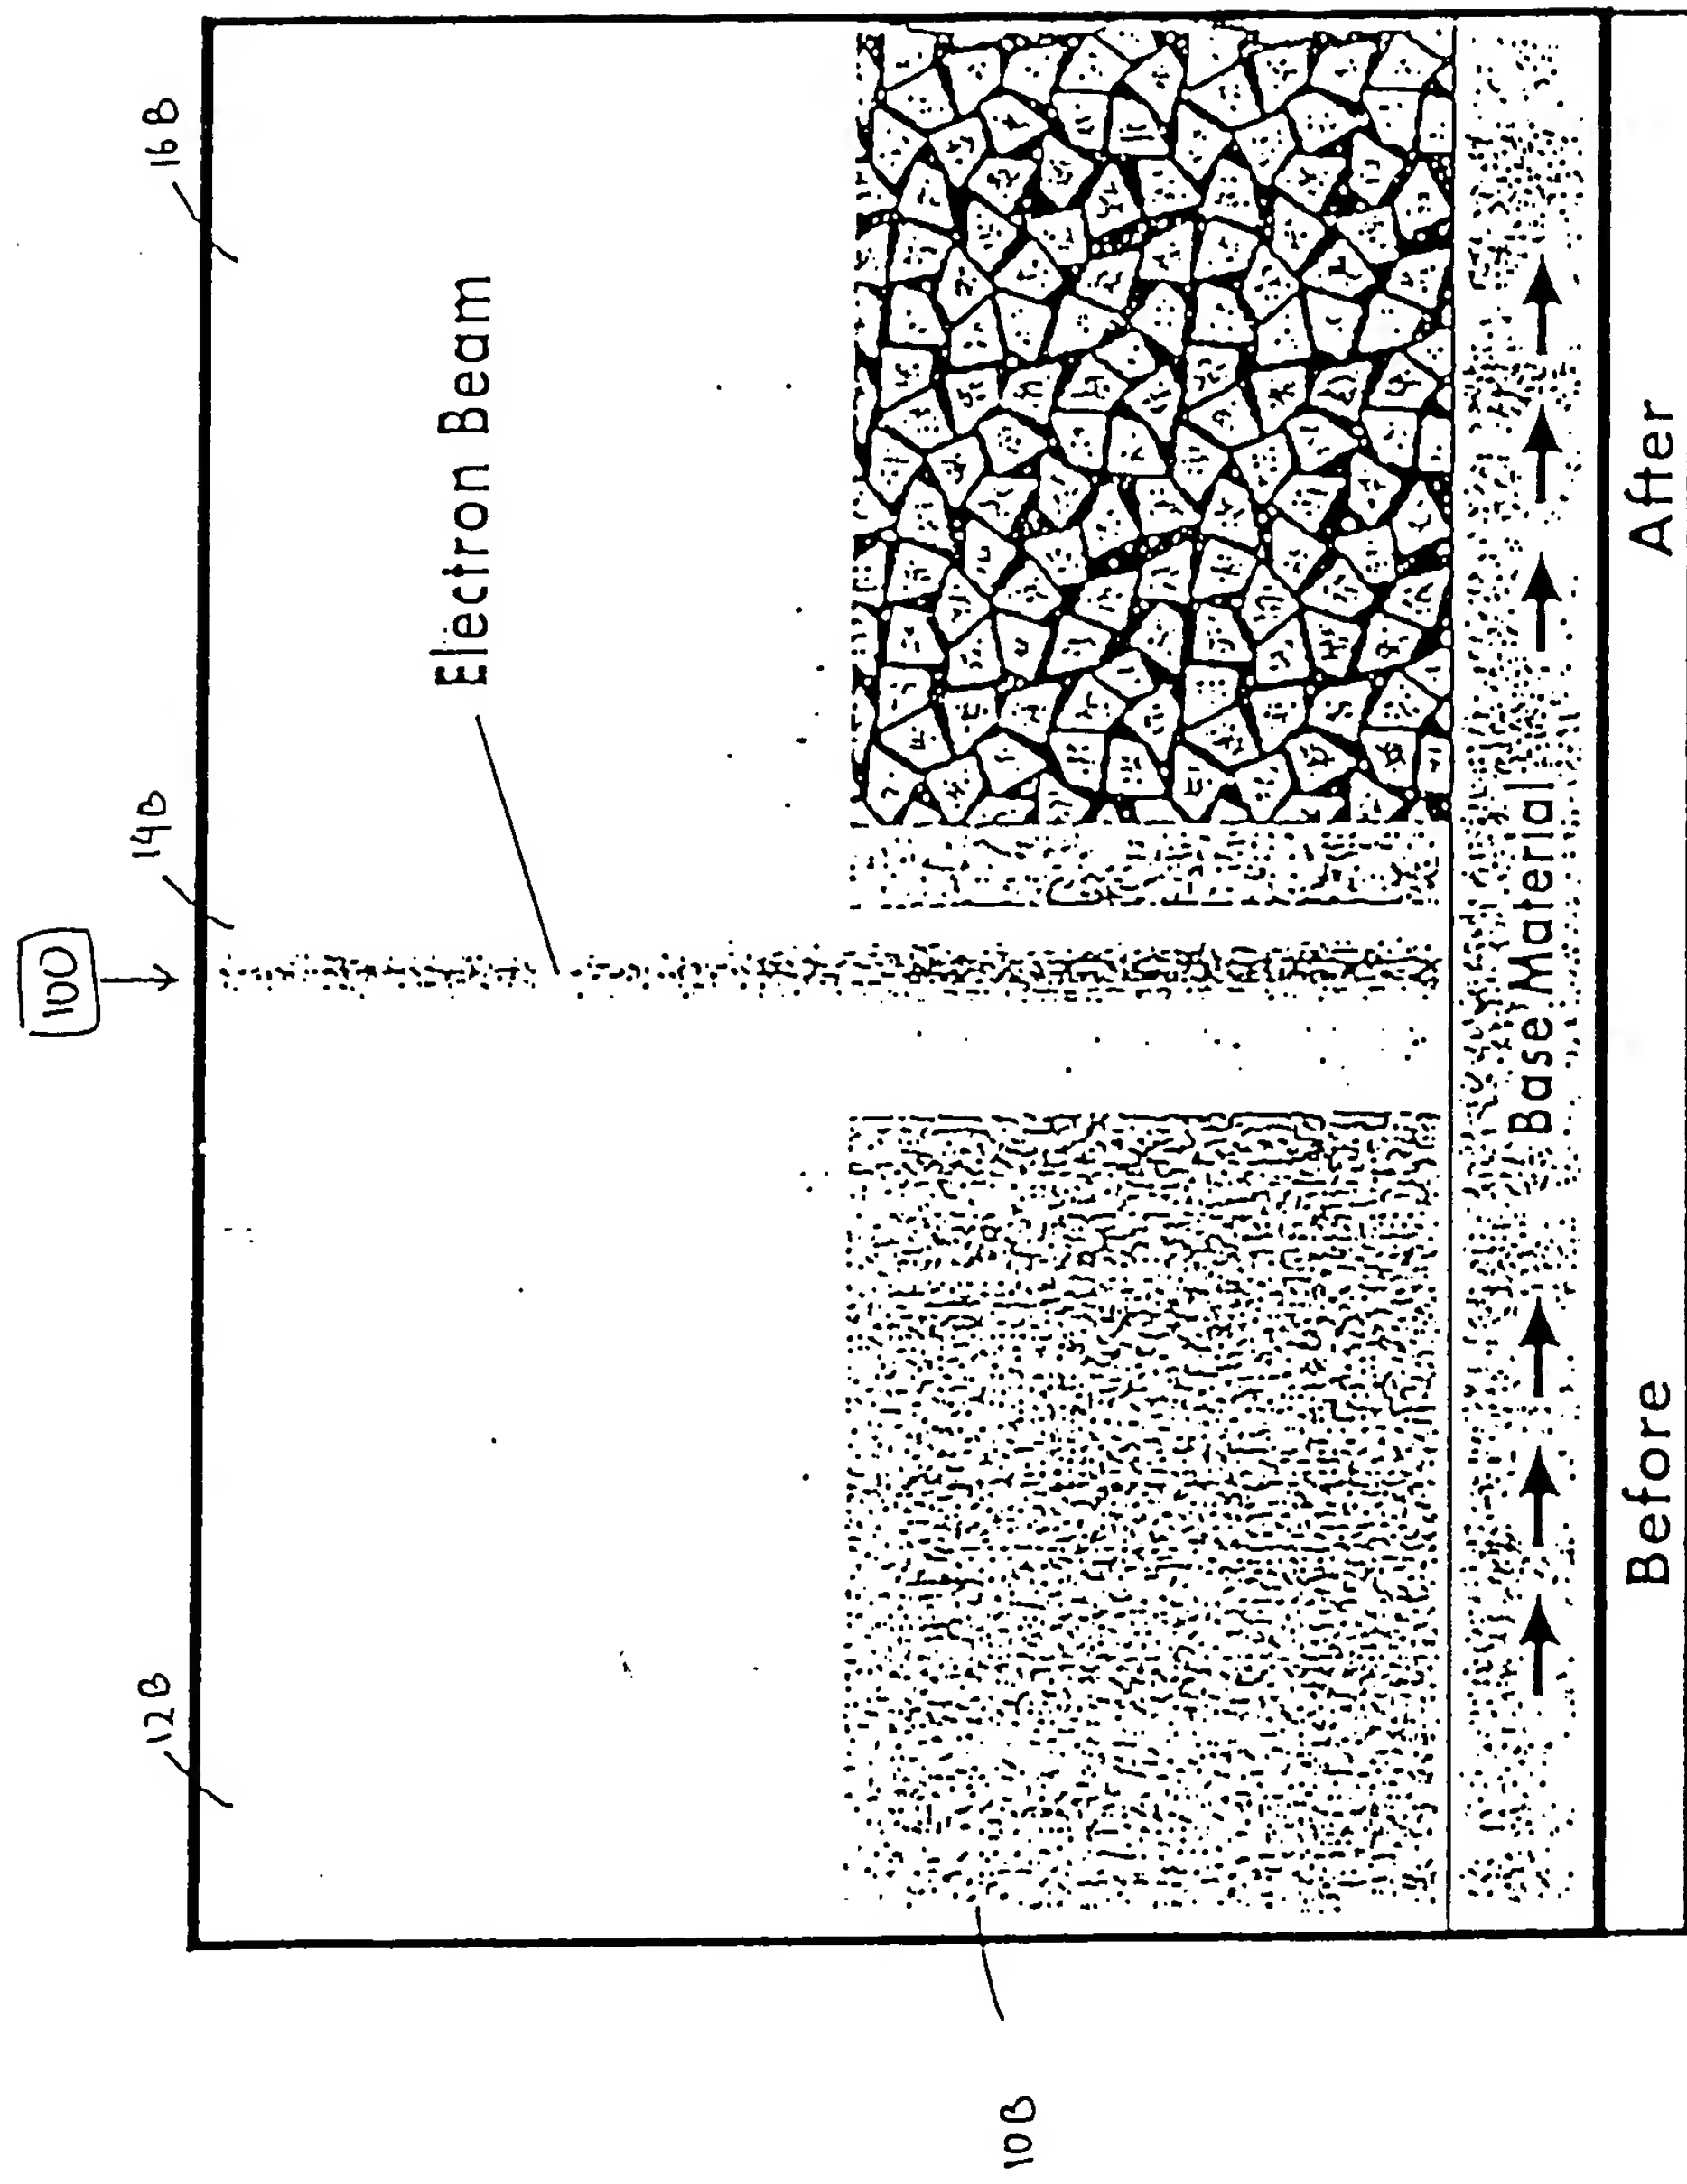 100
12B
14B
16B
Electron Beam
10B
Base Material
Before
After